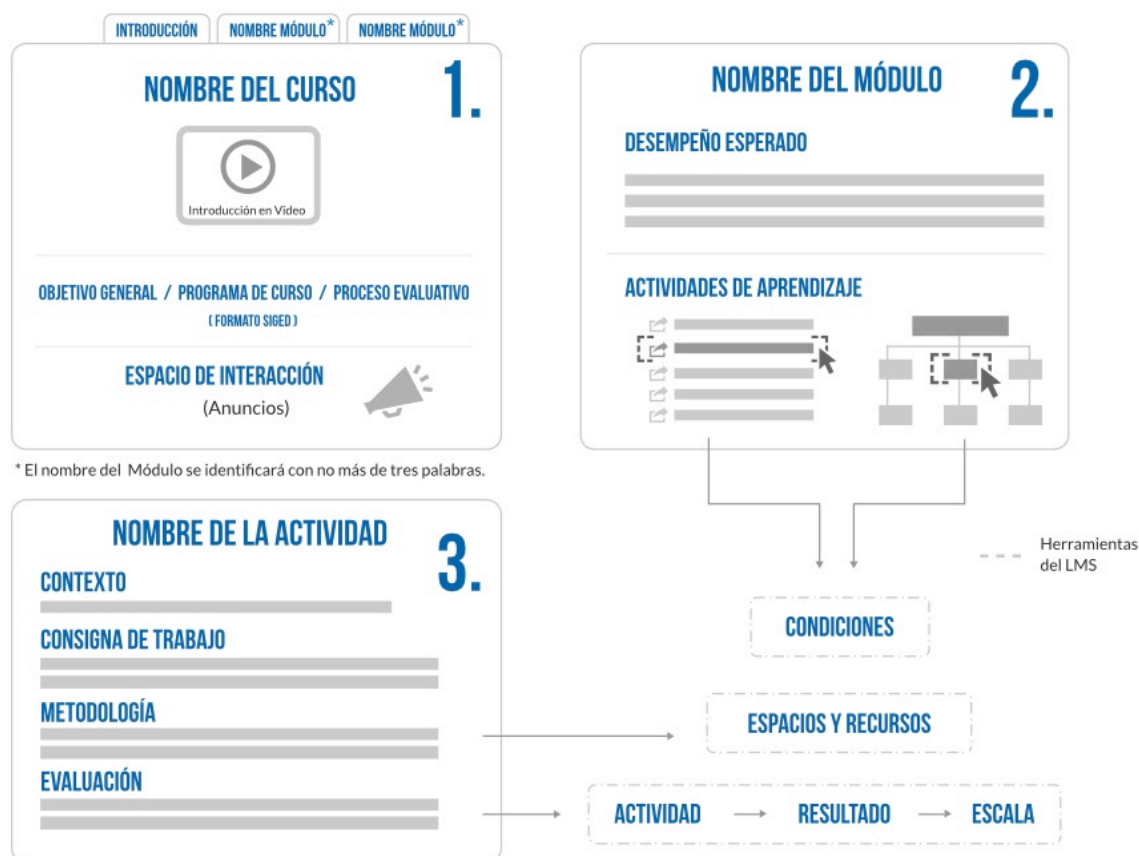 INTRODUCCIÓN
NOMBRE MÓDULO*
NOMBRE MÓDULO*
NOMBRE DEL CURSO
1.
Introducción en Video
OBJETIVO GENERAL / PROGRAMA DE CURSO / PROCESO EVALUATIVO
( FORMATO SIGED )
ESPACIO DE INTERACCIÓN
(Anuncios)
* El nombre del Módulo se identificará con no más de tres palabras.
NOMBRE DEL MÓDULO
2.
DESEMPEÑO ESPERADO
ACTIVIDADES DE APRENDIZAJE
Herramientas
del LMS
NOMBRE DE LA ACTIVIDAD
3.
CONTEXTO
CONSIGNA DE TRABAJO
METODOLOGÍA
EVALUACIÓN
CONDICIONES
ESPACIOS Y RECURSOS
ACTIVIDAD
RESULTADO
ESCALA